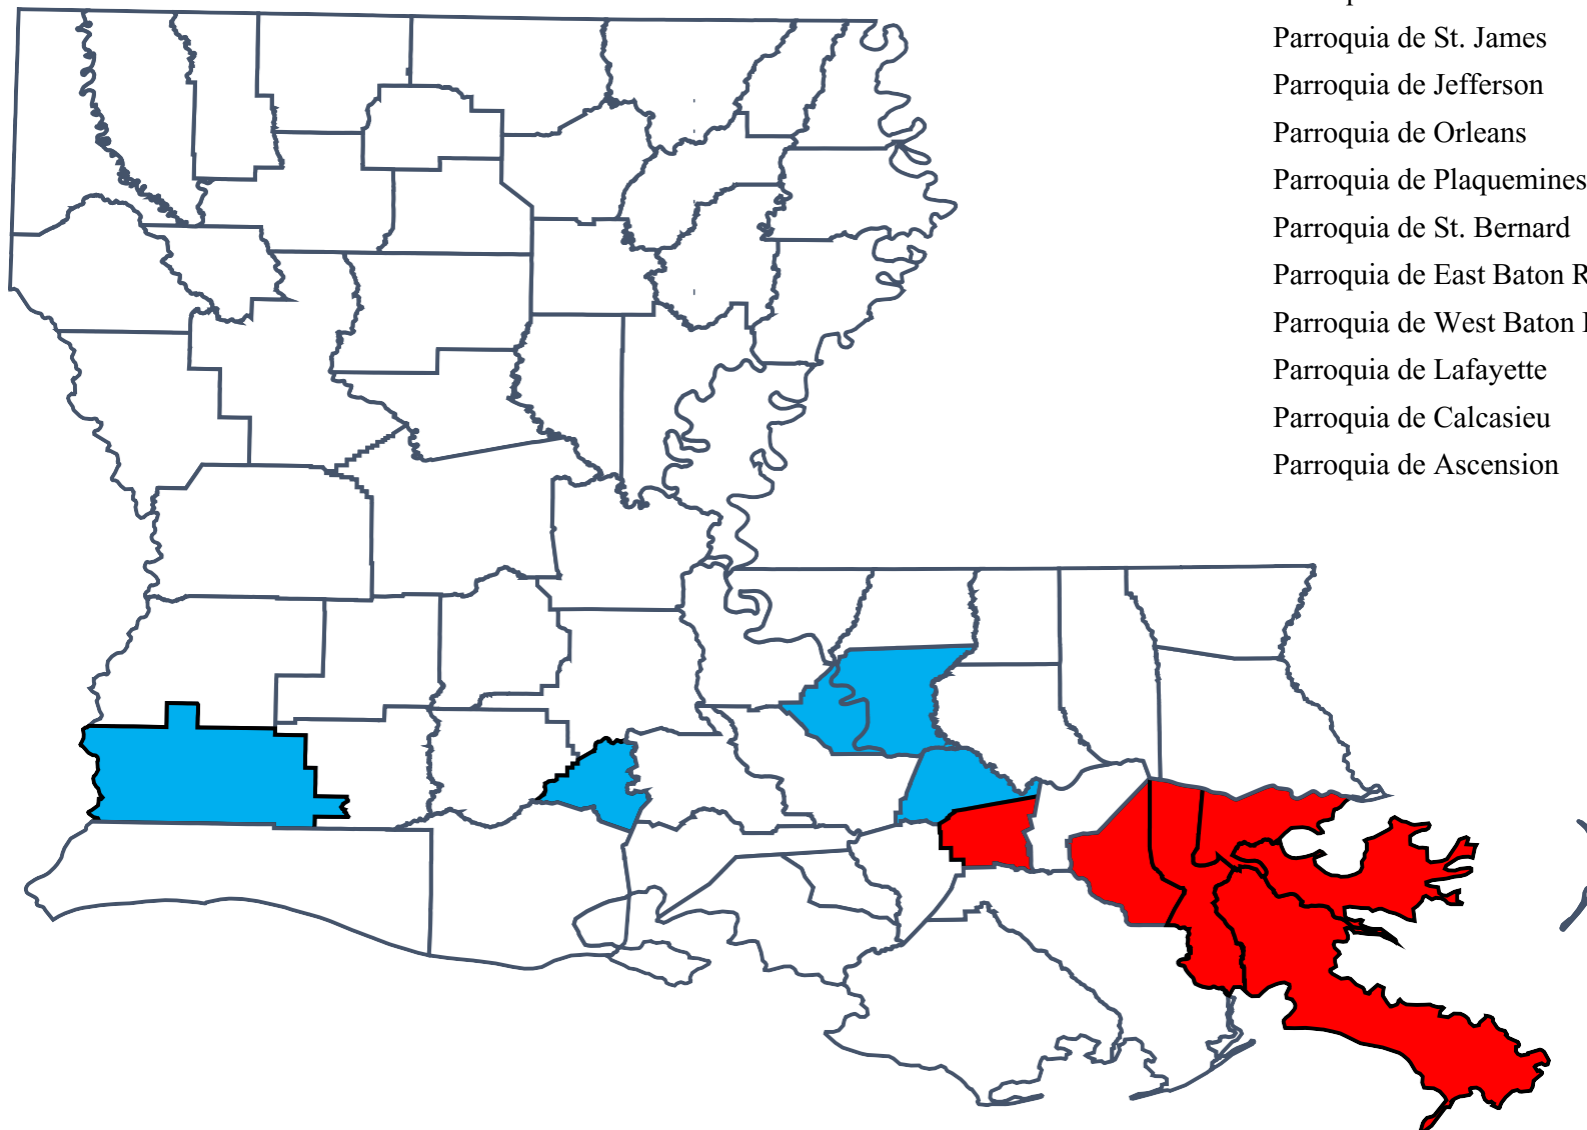 Parroquia de St. James
Parroquia de Jefferson
Parroquia de Orleans
Parroquia de Plaquemines
Parroquia de St. Bernard
Parroquia de East Baton
Parroquia de West Baton
Parroquia de Lafayette
Parroquia de Calcasieu
Parroquia de Ascension